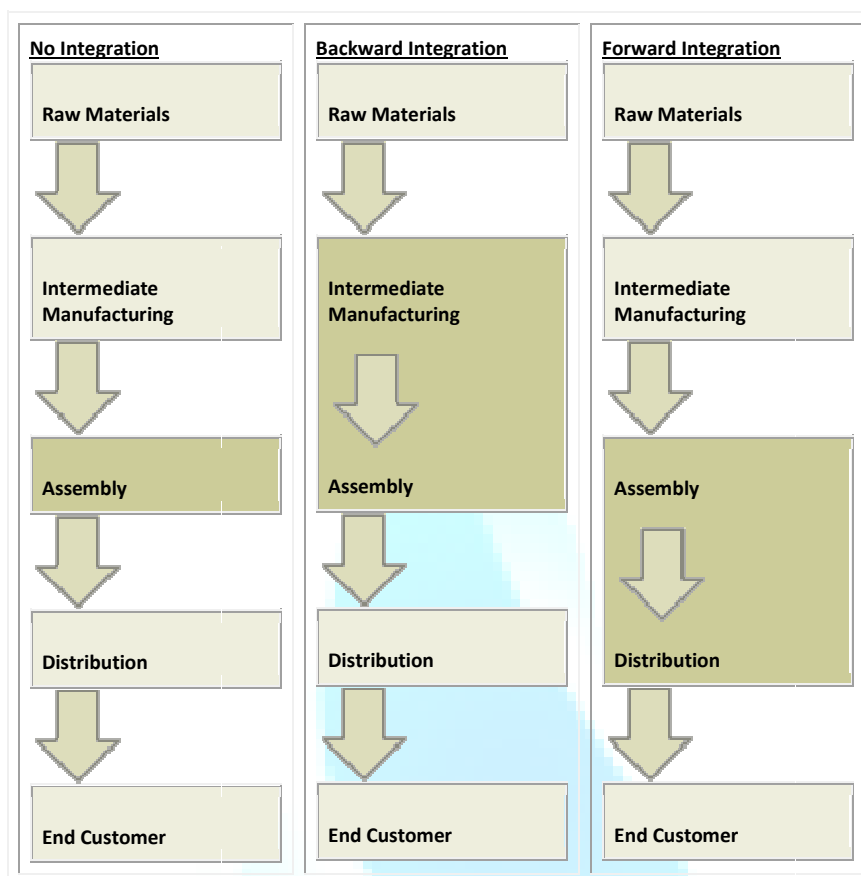 No Integration
Raw Materials
Intermediate
Manufacturing
Assembly
Distribution
End Customer
Backward Integration
Raw Materials
Intermediate
Manufacturing
Assembly
Distribution
End Customer
Forward Integration
Raw Materials
Intermediate
Manufacturing
Assembly
Distribution
End Customer